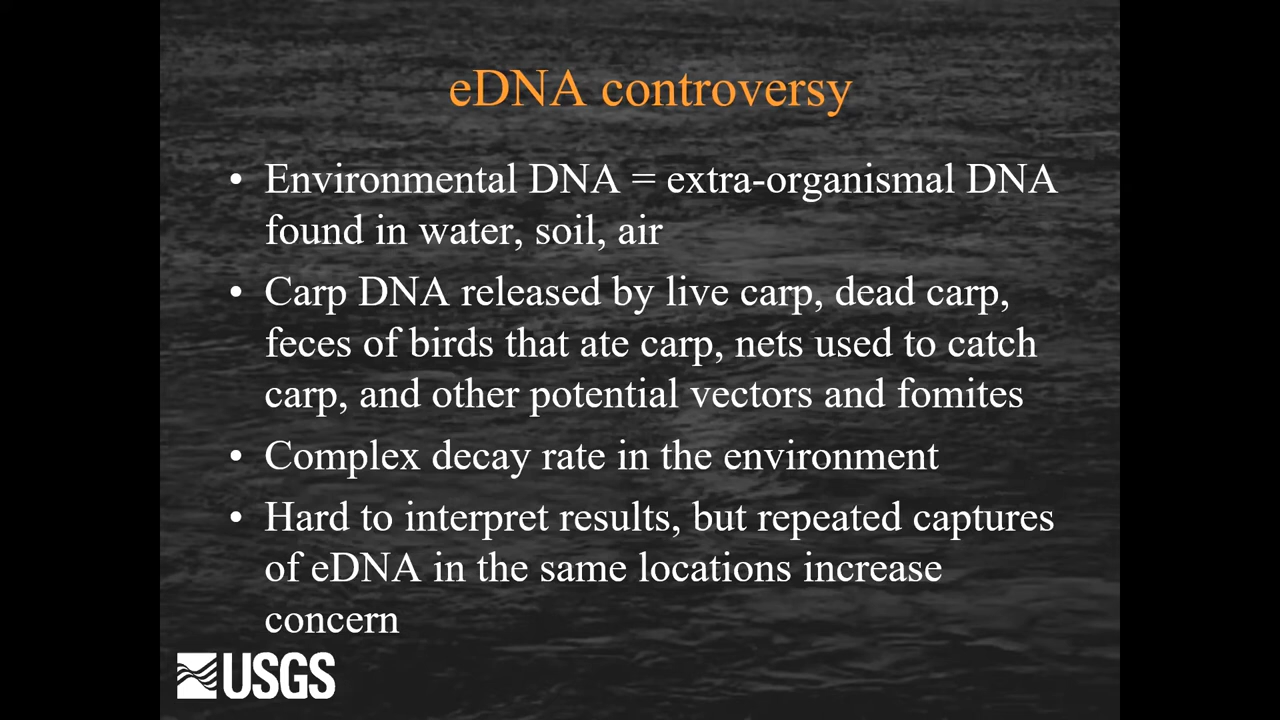 eDNA controversy
• Environmental DNA = extra-organismal DNA
found in water, soil, air
• Carp DNA released by live carp, dead carp,
feces of birds that ate carp, nets used to catch
carp, and other potential vectors and fomites
• Complex decay rate in the environment
• Hard to interpret results, but repeated captures
of eDNA in the same locations increase
concern
USGS